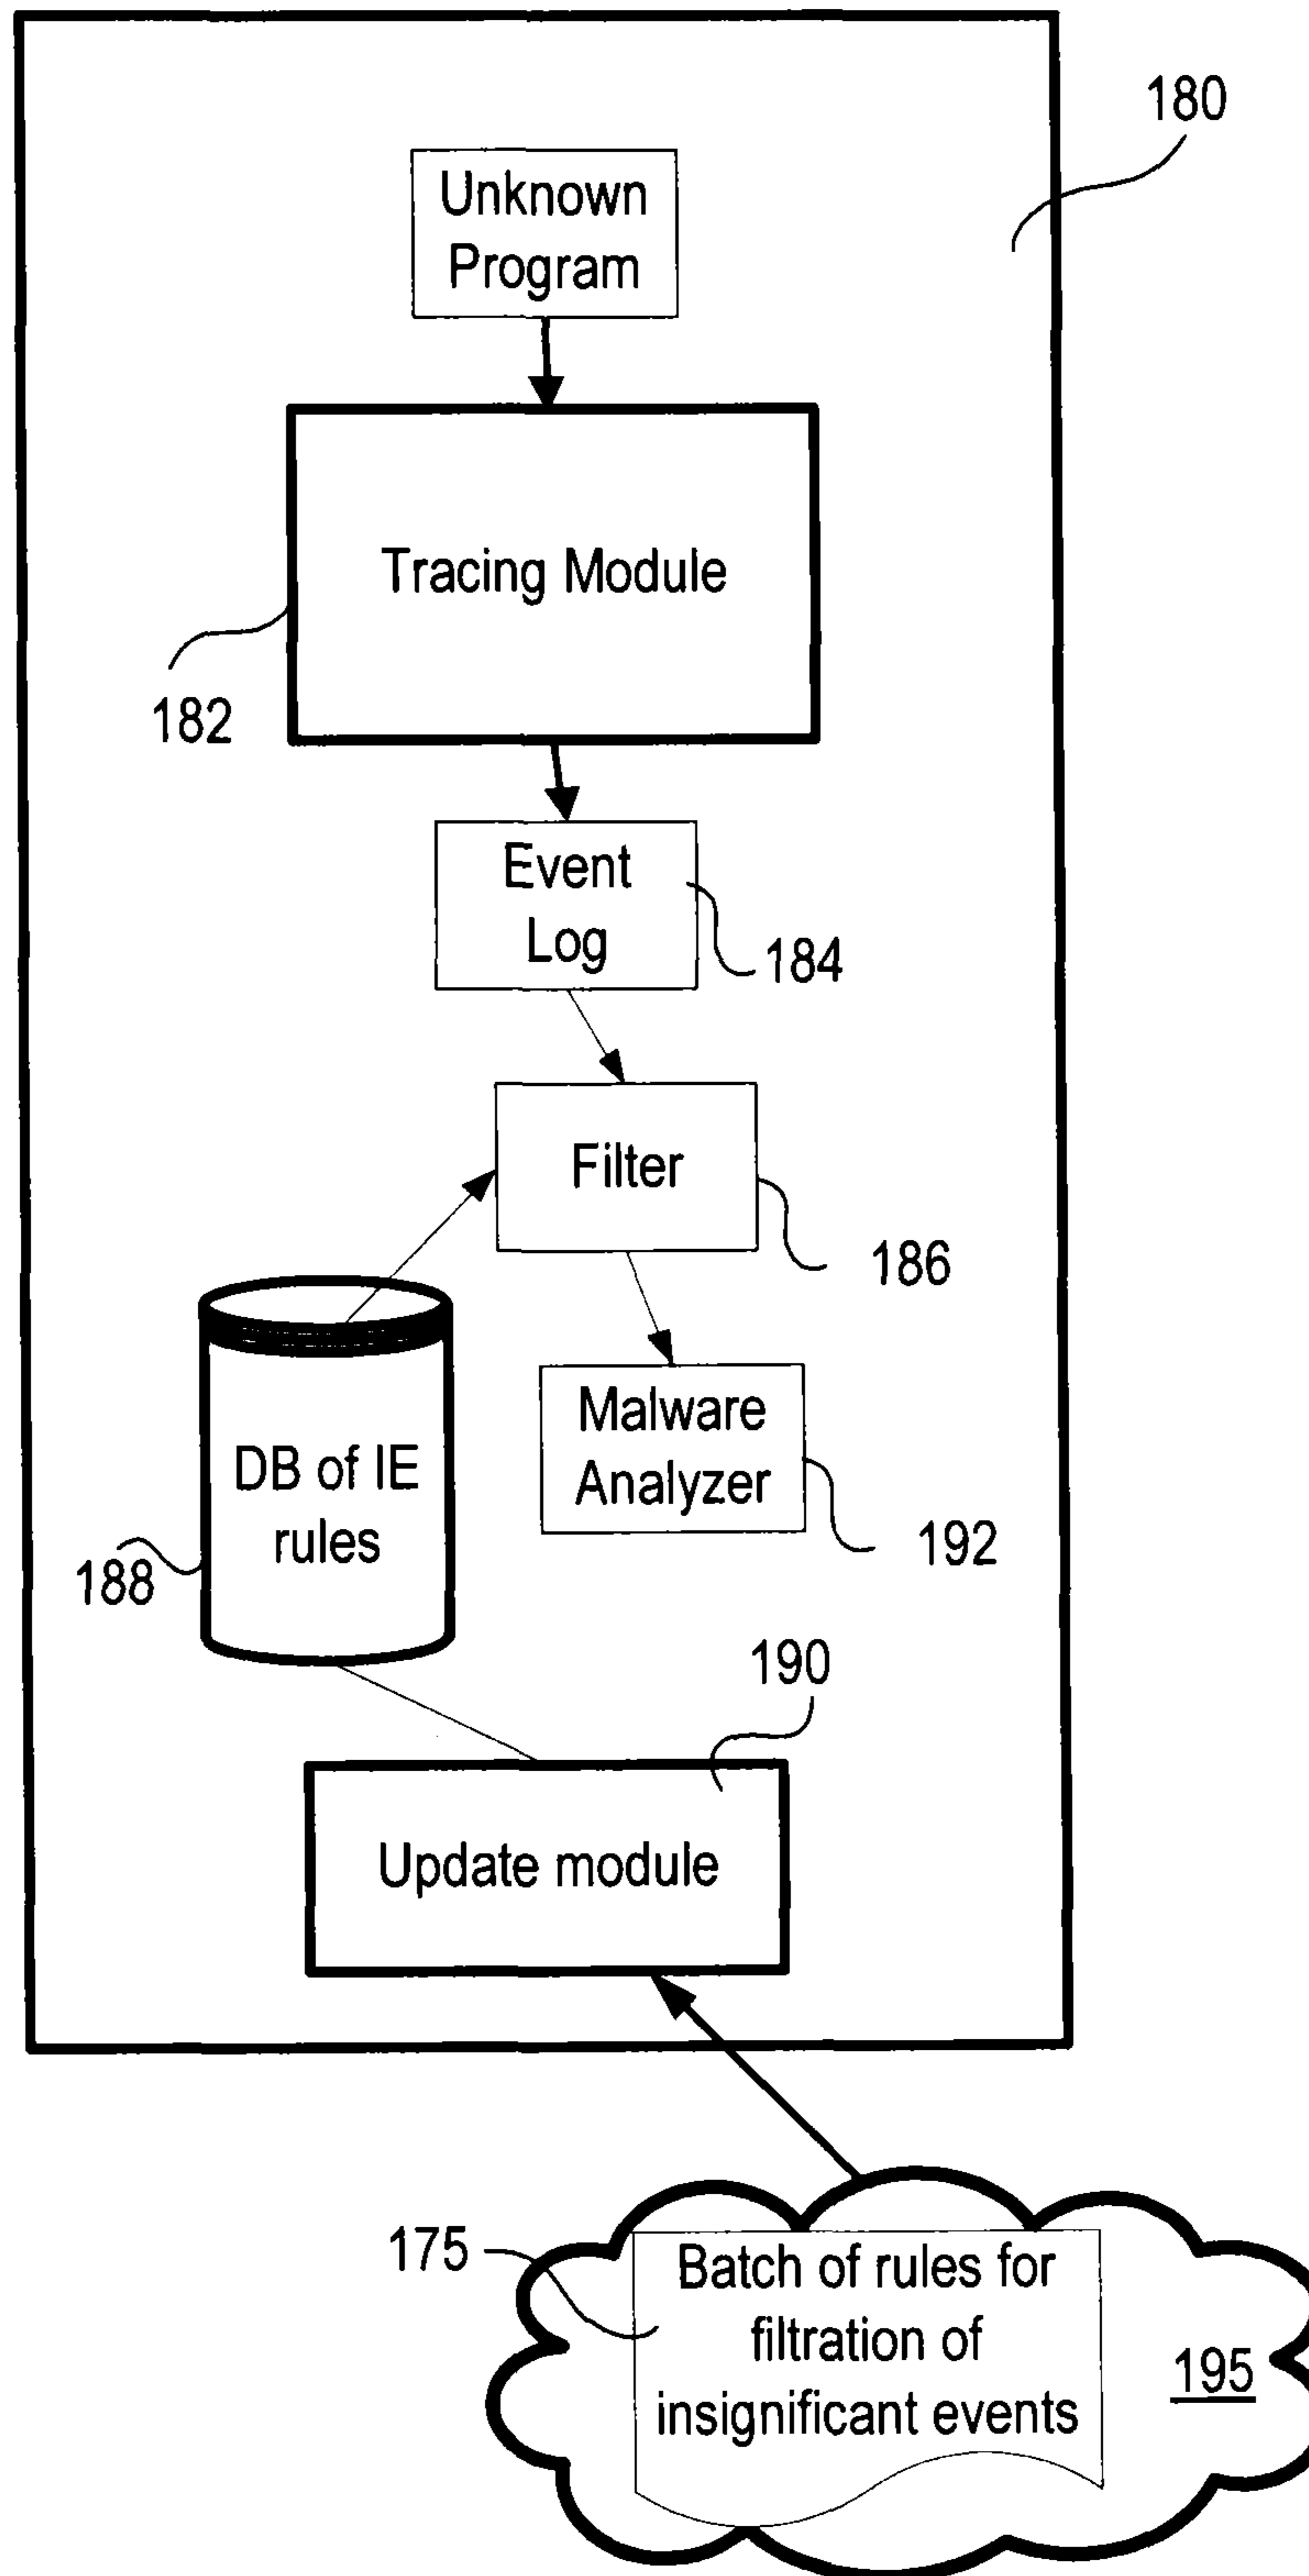 180
Unknown
Program
Tracing Module
182
Event
Log
184
Filter
186
DB of IE
rules
188
Malware
Analyzer
192
190
Update module
175
Batch of rules for
filtration of
insignificant events
195